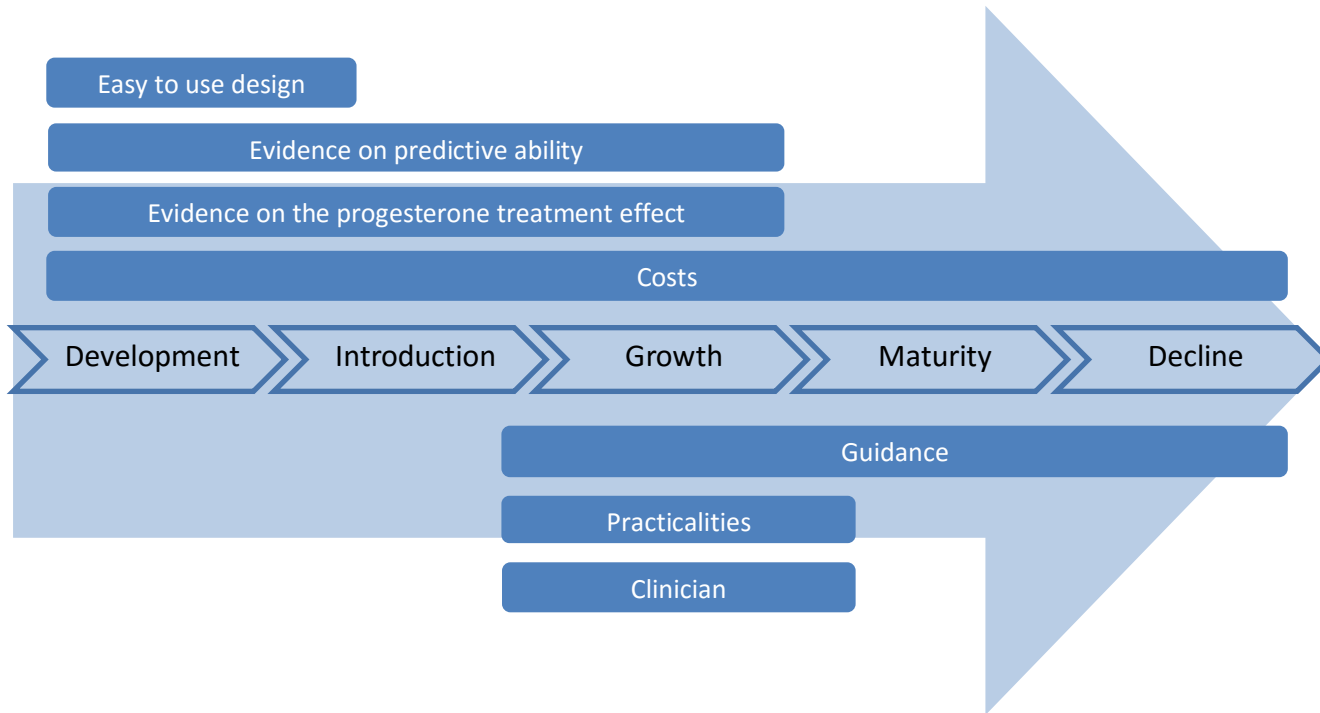 Easy to use design
Evidence on predictive ability
Evidence on the progesterone treatment effect
Costs
Development
Introduction
Growth
Maturity
Decline
Guidance
Practicalities
Clinician